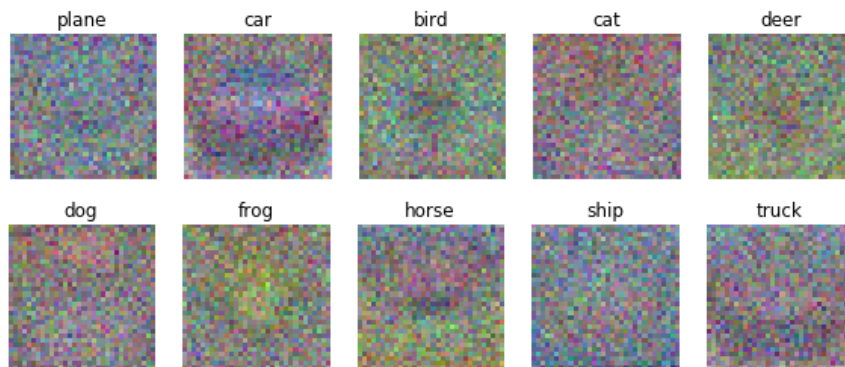 plane car bird cat deer
dog frog horse ship truck